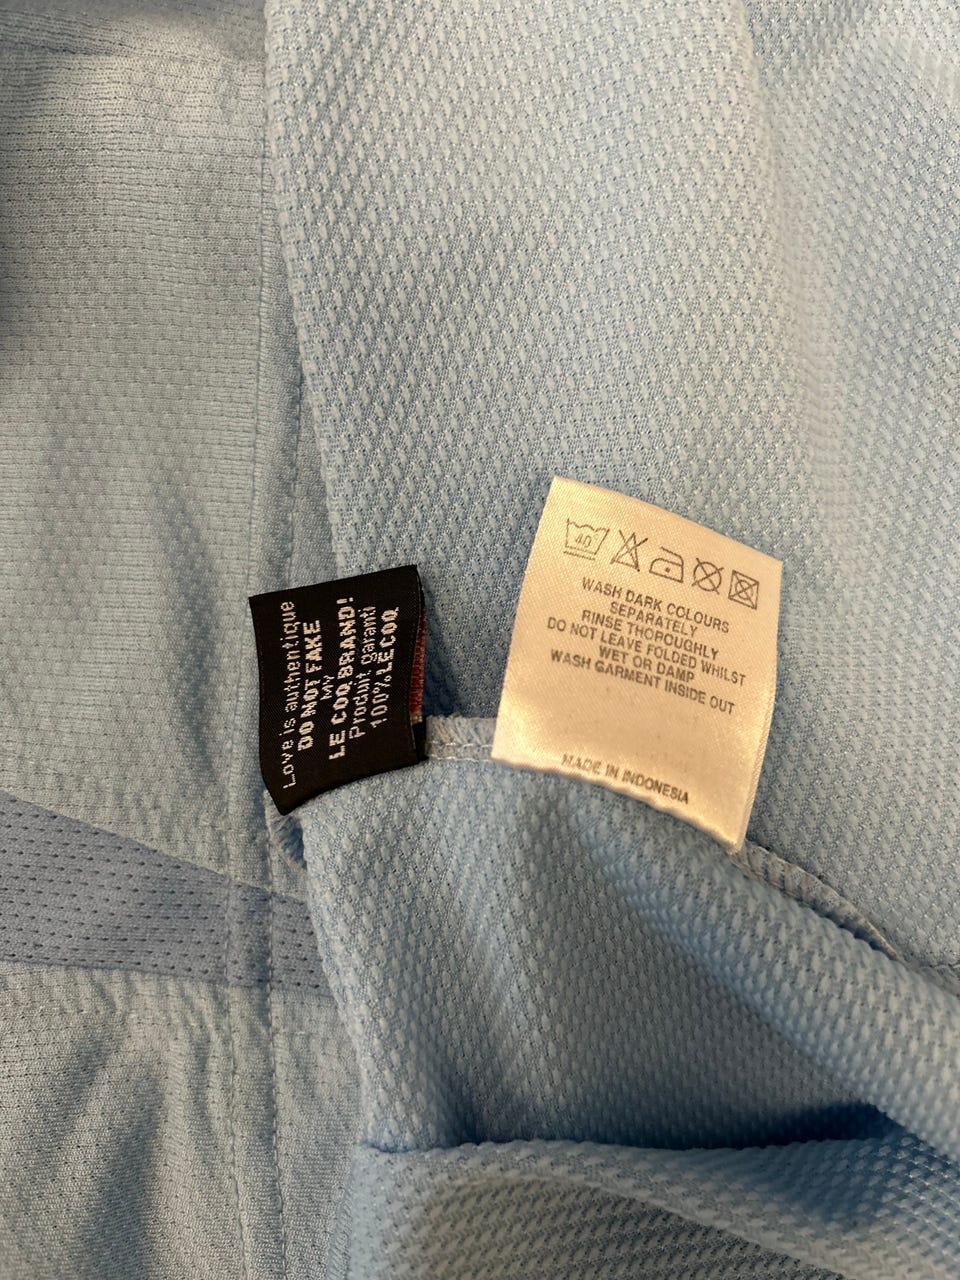 Love is authentique
DO NOT FAKE
MY
LE COQ BRAND!
Produit garanti
100% LE COQ
40°
WASH DARK COLOURS
SEPARATELY
RINSE THOROUGHLY
DO NOT LEAVE FOLDED WHILST
WET OR DAMP
WASH GARMENT INSIDE OUT
MADE IN INDONESIA